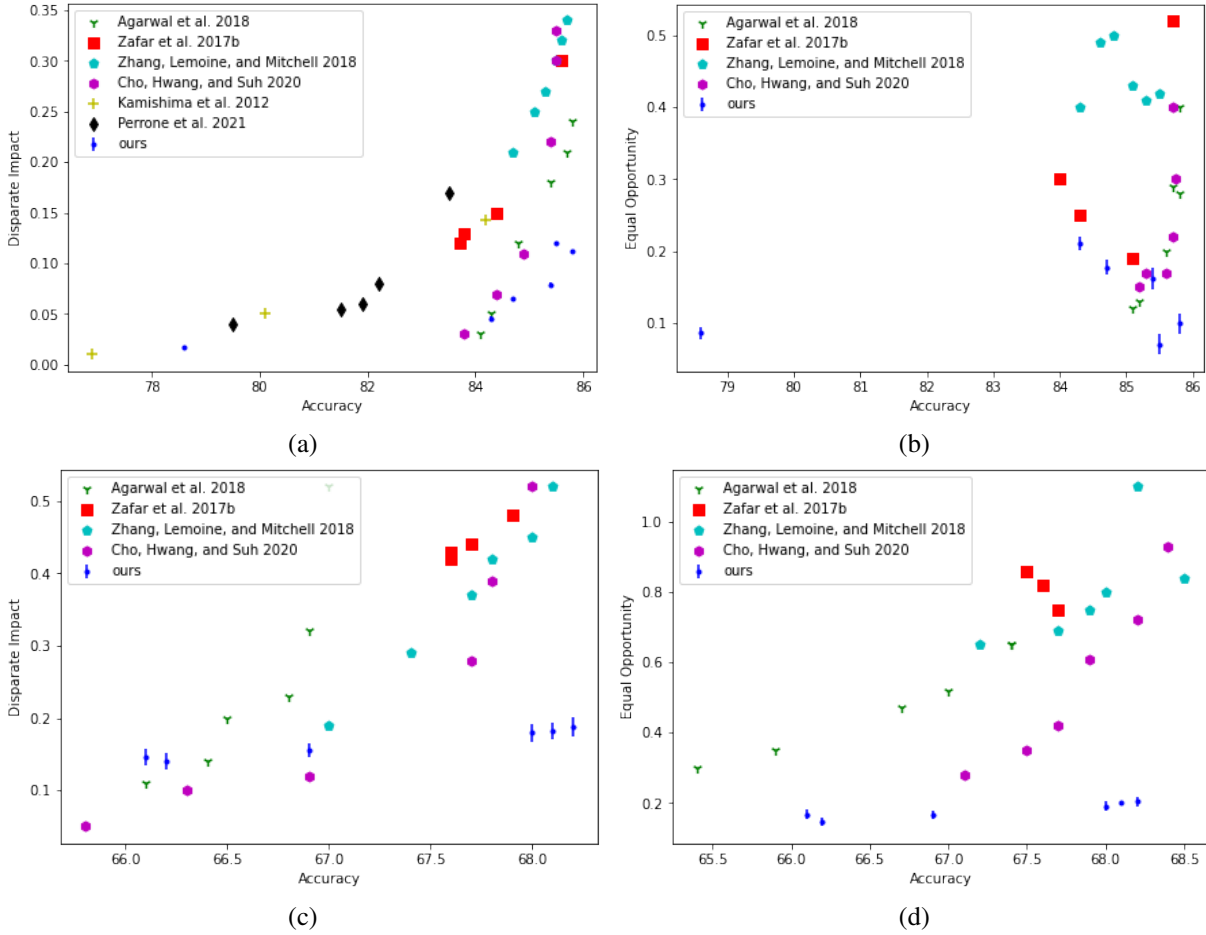 Agarwal et al. 2018
Zafar et al. 2017b
Zhang, Lemoine, and Mitchell 2018
Cho, Hwang, and Suh 2020
Kamishima et al. 2012
Perrone et al. 2021
ours
0.35
0.30
0.25
0.20
0.15
0.10
0.05
0.00
Disparate Impact
78
80
82
84
86
Accuracy
(a)
Agarwal et al. 2018
Zafar et al. 2017b
Zhang, Lemoine, and Mitchell 2018
Cho, Hwang, and Suh 2020
ours
0.5
0.4
0.3
0.2
0.1
Equal Opportunity
79
80
81
82
83
84
85
86
Accuracy
(b)
Agarwal et al. 2018
Zafar et al. 2017b
Zhang, Lemoine, and Mitchell 2018
Cho, Hwang, and Suh 2020
ours
0.5
0.4
0.3
0.2
0.1
Disparate Impact
66.0
66.5
67.0
67.5
68.0
Accuracy
(c)
Agarwal et al. 2018
Zafar et al. 2017b
Zhang, Lemoine, and Mitchell 2018
Cho, Hwang, and Suh 2020
ours
1.0
0.8
0.6
0.4
0.2
Equal Opportunity
65.5
66.0
66.5
67.0
67.5
68.0
68.5
Accuracy
(d)